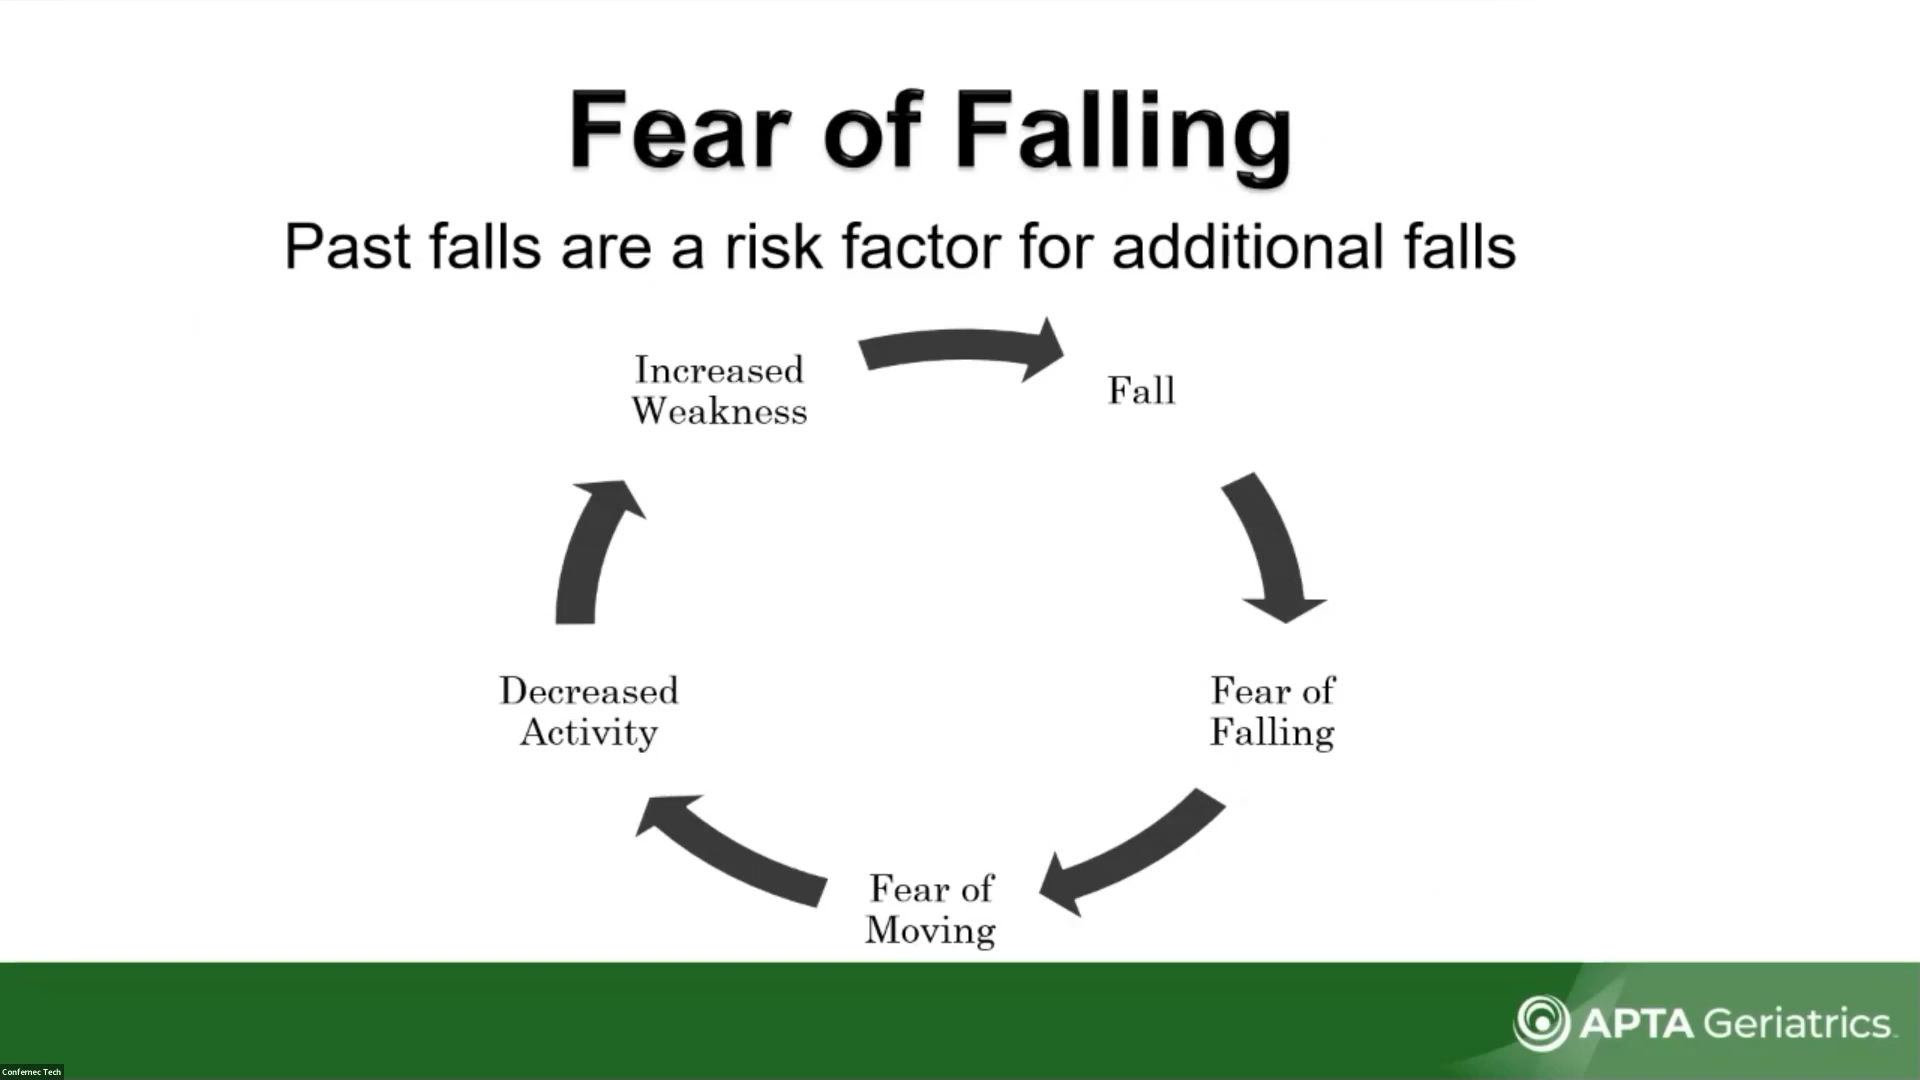 Fear of Falling
Past falls are a risk factor for additional falls
Increased
Weakness
Fall
Fear of
Falling
Fear of
Moving
Decreased
Activity
APTA Geriatrics
Confernec Tech